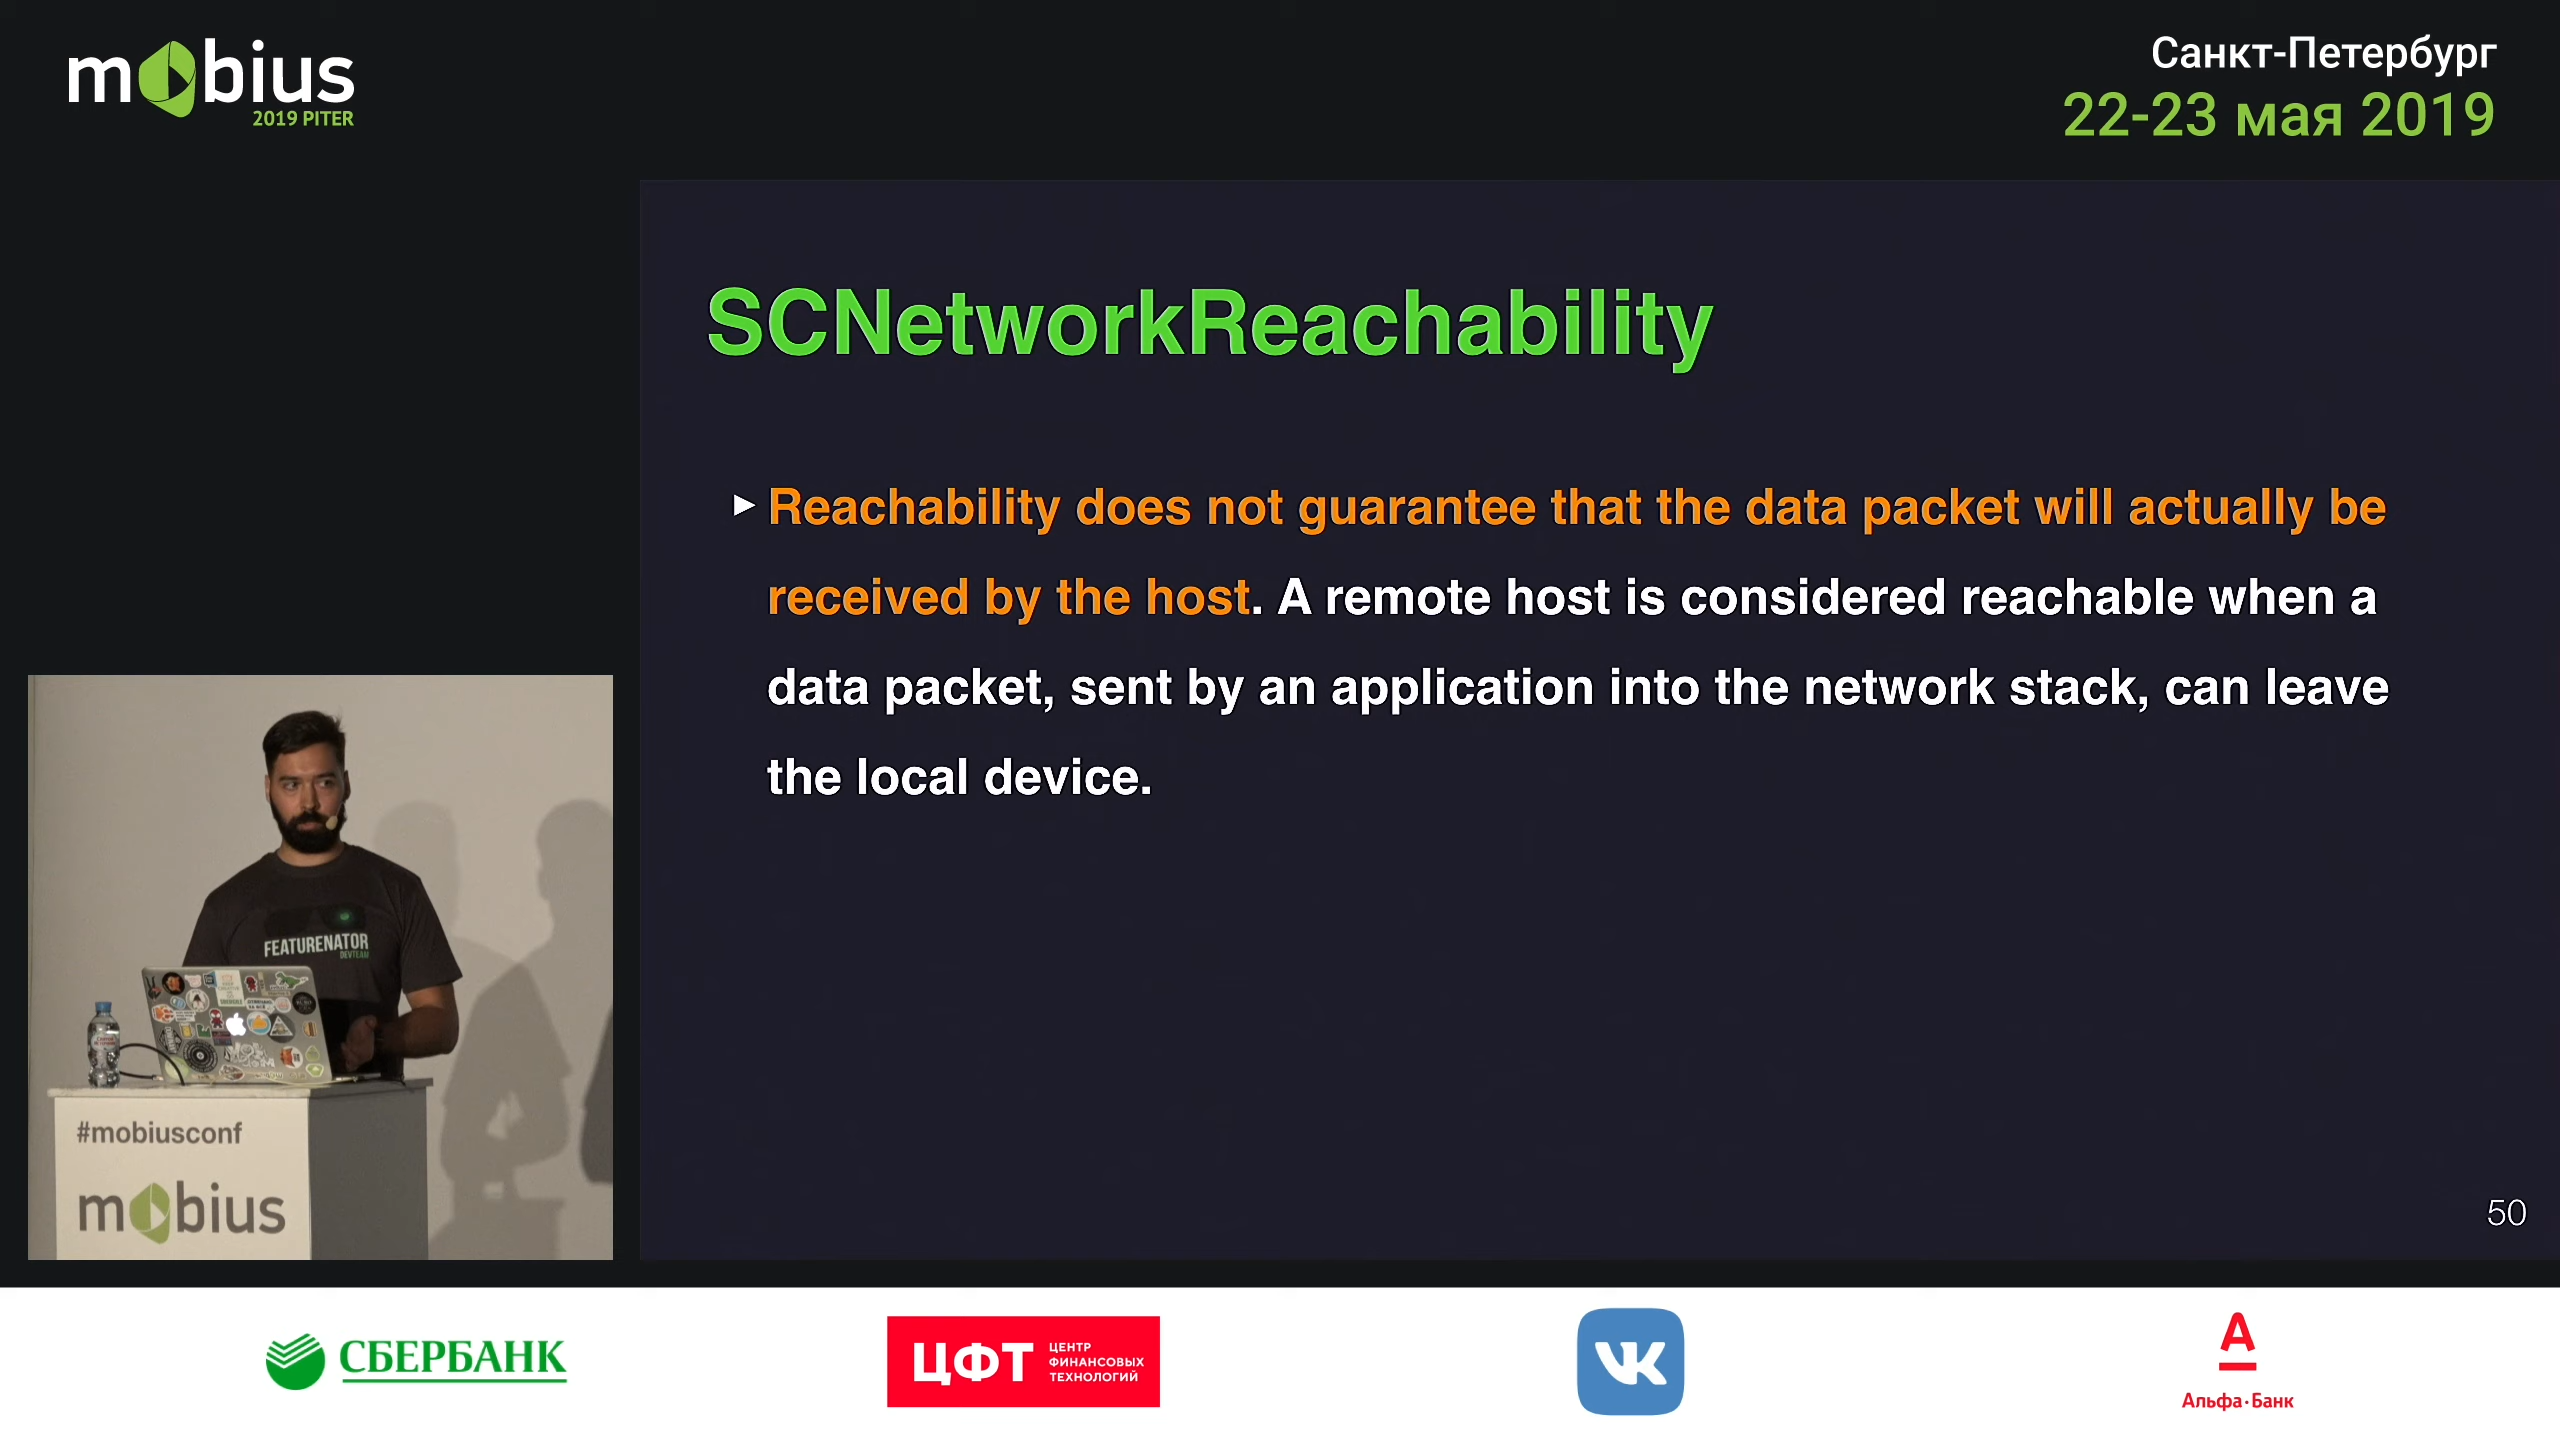 mobius
2019 PITER
Санкт-Петербург
22-23 мая 2019
SCNetworkReachability
Reachability does not guarantee that the data packet will actually be
received by the host. A remote host is considered reachable when a
data packet, sent by an application into the network stack, can leave
the local device.
FEATURENATOR
DEVTEAM
#mobiusconf
mobius
50
СБЕРБАНК
ЦФТ
ЦЕНТР
ФИНАНСОВЫХ
ТЕХНОЛОГИЙ
VK
А
Альфа·Банк